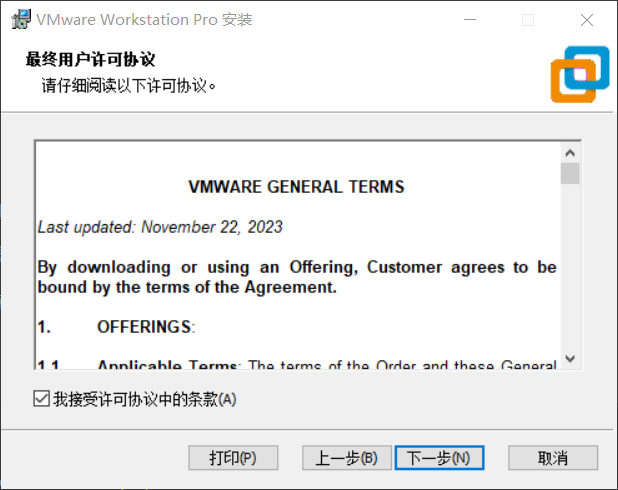 VMware Workstation Pro 安装
最终用户许可协议
请仔细阅读以下许可协议。
VMWARE GENERAL TERMS
Last updated: November 22, 2023
By downloading or using an Offering, Customer agrees to be
bound by the terms of the Agreement.
1. OFFERINGS:
1.1 Applicable Terms: The terms of the Order and these General
我接受许可协议中的条款(A)
打印(P) 上一步(B) 下一步(N) 取消